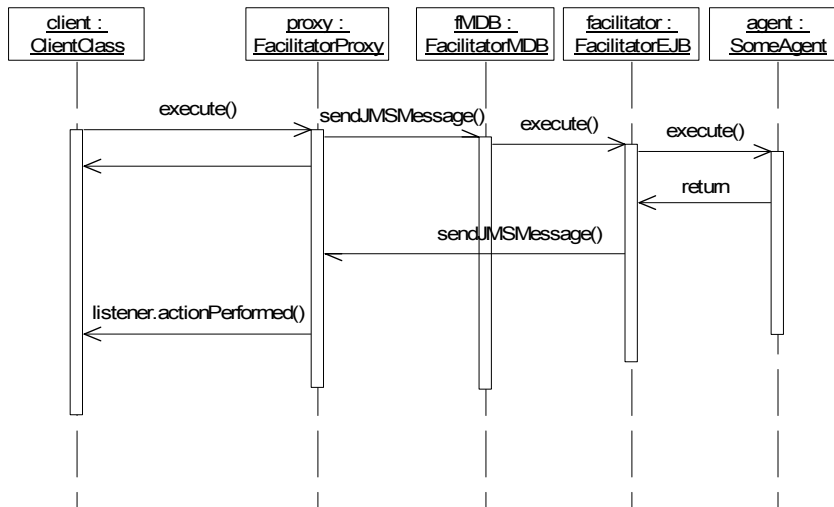 client :
ClientClass
proxy :
FacilitatorProxy
fMDB :
FacilitatorMDB
facilitator :
FacilitatorEJB
agent :
SomeAgent
execute()
sendJMSMessage()
execute()
execute()
return
sendJMSMessage()
listener.actionPerformed()